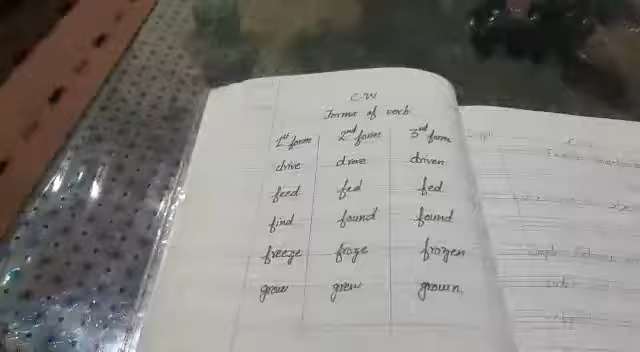 C.W
Forms of verb
1st form 2nd form 3rd form
drive drove driven
feed fed fed
find found found
freeze froze frozen
grew grew grown.